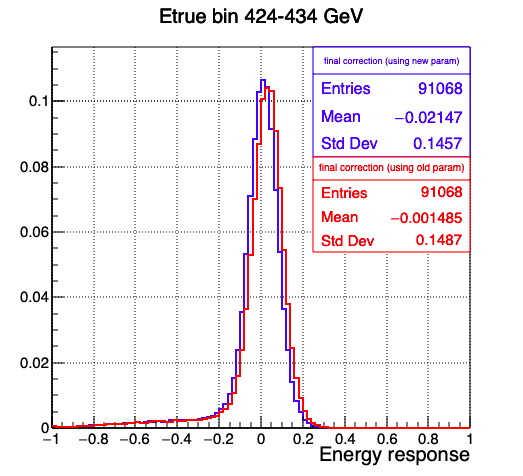 Etrue bin 424-434 GeV
final correction (using new param)
Entries 91068
Mean −0.02147
Std Dev 0.1457
final correction (using old param)
Entries 91068
Mean −0.001485
Std Dev 0.1487
0.1
0.08
0.06
0.04
0.02
0
−1 −0.8 −0.6 −0.4 −0.2 0 0.2 0.4 0.6 0.8 1
Energy response